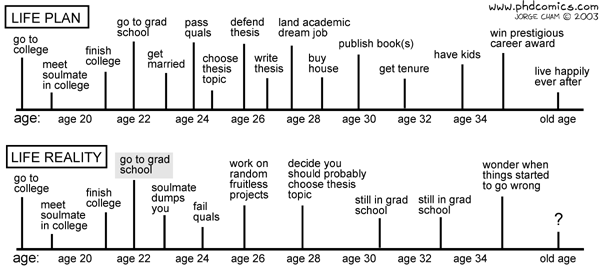 LIFE PLAN
www.phdcomics.com
JORGE CHAM © 2003
go to
college
meet
soulmate
in college
finish
college
go to grad
school
get
married
pass
quals
choose
thesis
topic
defend
thesis
write
thesis
land academic
dream job
buy
house
publish book(s)
get tenure
have kids
win prestigious
career award
live happily
ever after
age:
age 20
age 22
age 24
age 26
age 28
age 30
age 32
age 34
old age
LIFE REALITY
go to
college
meet
soulmate
in college
finish
college
go to grad
school
soulmate
dumps
you
fail
quals
work on
random
fruitless
projects
decide you
should probably
choose thesis
topic
still in grad
school
still in grad
school
wonder when
things started
to go wrong
?
age:
age 20
age 22
age 24
age 26
age 28
age 30
age 32
age 34
old age